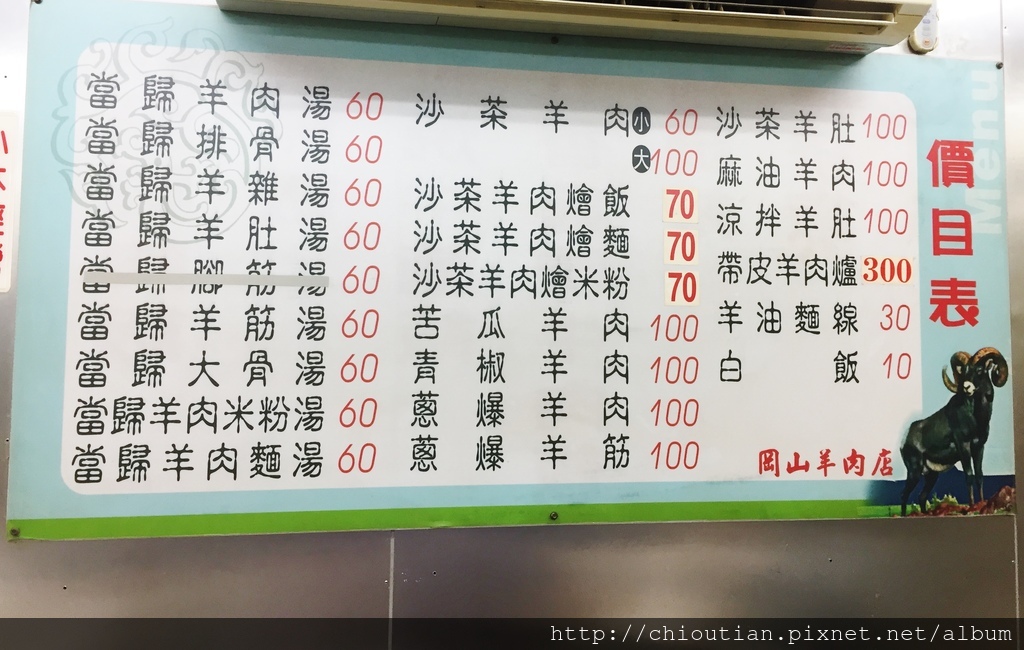 當歸羊肉湯 60
當歸排骨湯 60
當歸羊雜湯 60
當歸羊肚湯 60
當歸腳筋湯 60
當歸羊筋湯 60
當歸大骨湯 60
當歸羊肉米粉湯 60
當歸羊肉麵湯 60
沙茶羊肉 小 60
大 100
沙茶羊肉燴飯 70
沙茶羊肉燴麵 70
沙茶羊肉燴米粉 70
苦瓜羊肉 100
青椒羊肉 100
蔥爆羊肉 100
蔥爆羊筋 100
沙茶羊肚 100
麻油羊肉 100
涼拌羊肚 100
帶皮羊肉爐 300
羊油麵線 30
白飯 10
岡山羊肉店
價目表
Menu
http://chioutian.pixnet.net/album